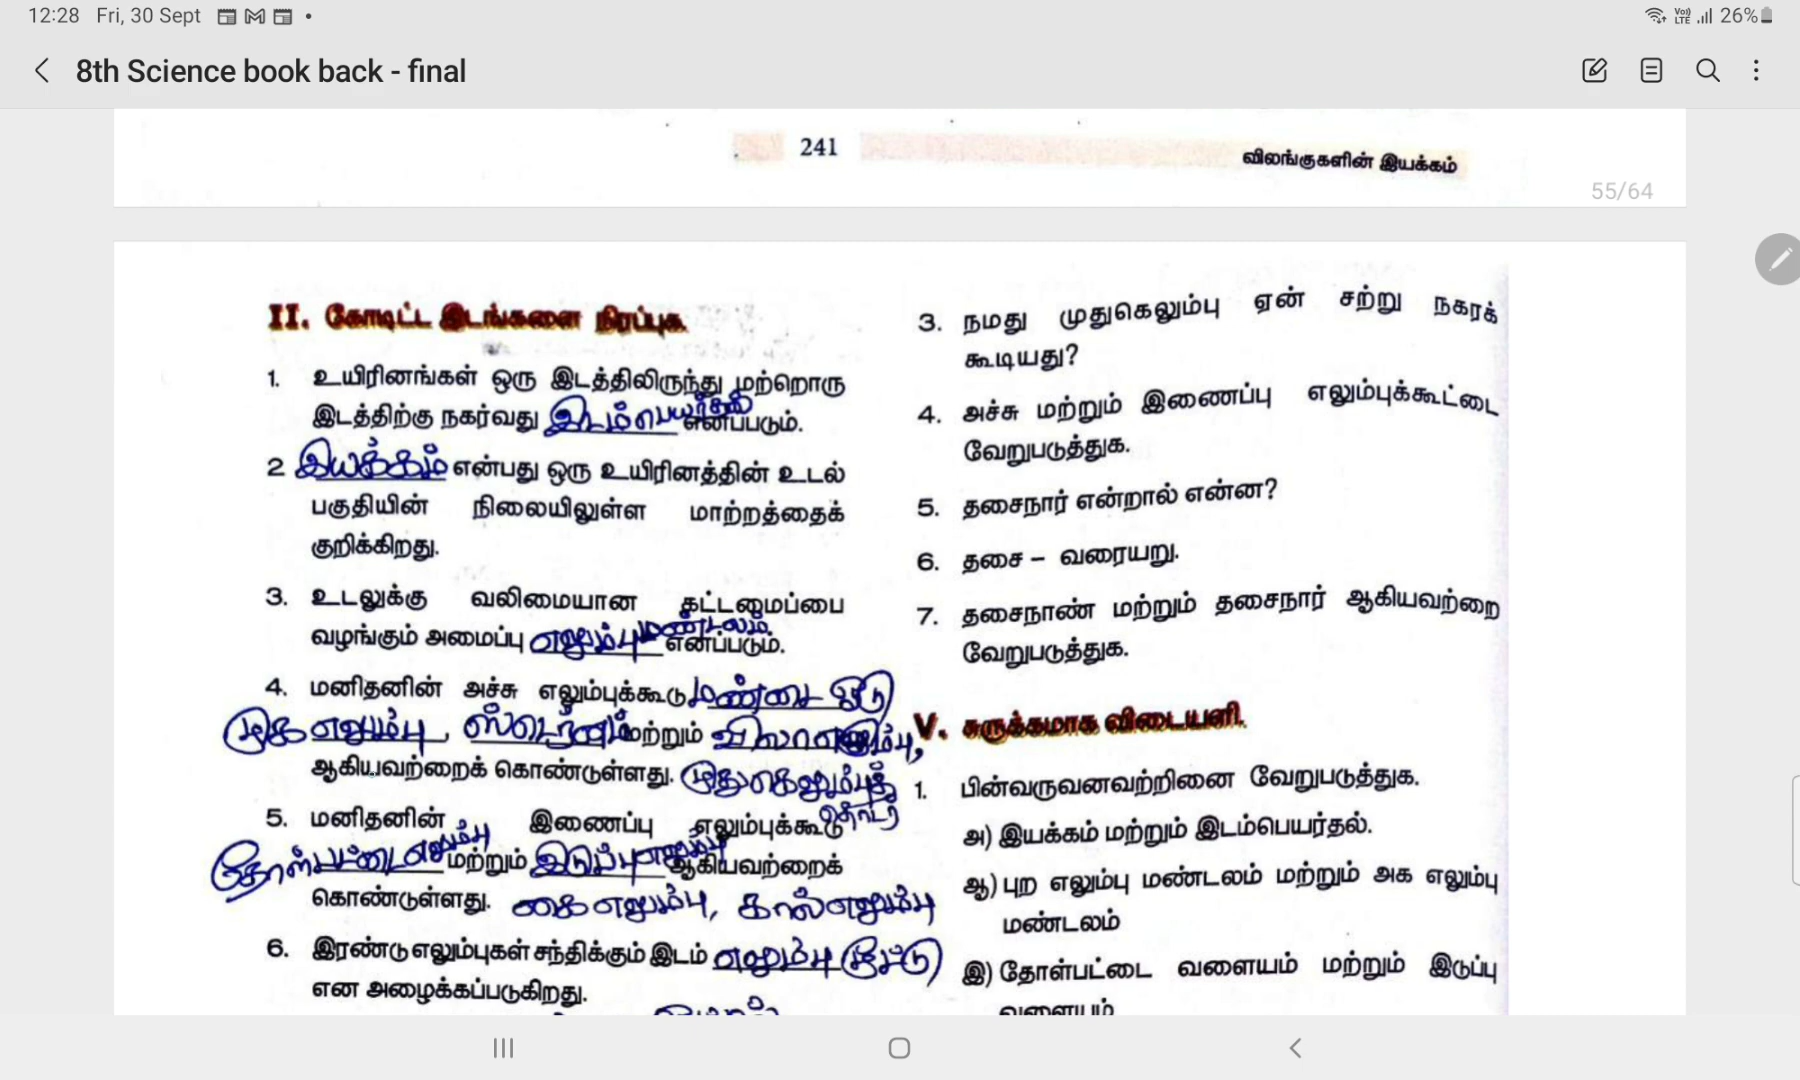 12:28 Fri, 30 Sept
26%
8th Science book back - final
241
விலங்குகளின் இயக்கம்
55/64
II. கோடிட்ட இடங்களை நிரப்புக.
1. உயிரினங்கள் ஒரு இடத்திலிருந்து மற்றொரு
இடத்திற்கு நகர்வது இடம்பெயர்தல் எனப்படும்.
2 இயக்கம் என்பது ஒரு உயிரினத்தின் உடல்
பகுதியின் நிலையிலுள்ள மாற்றத்தைக்
குறிக்கிறது.
3. உடலுக்கு வலிமையான கட்டமைப்பை
வழங்கும் அமைப்பு எலும்பு மண்டலம் எனப்படும்.
4. மனிதனின் அச்சு எலும்புக்கூடு மண்டை ஓடு
முக எலும்பு, ஸ்டெர்னம் மற்றும் விலா எலும்பு,
ஆகியவற்றைக் கொண்டுள்ளது. முதுகெலும்புத்
தொடர்
5. மனிதனின் இணைப்பு எலும்புக்கூடு
தோள்பட்டை எலும்பு மற்றும் இடுப்பு எலும்பு ஆகியவற்றைக்
கொண்டுள்ளது. கை எலும்பு, கால் எலும்பு
6. இரண்டு எலும்புகள் சந்திக்கும் இடம் எலும்பு மூட்டு
என அழைக்கப்படுகிறது.
3. நமது முதுகெலும்பு ஏன் சற்று நகரக்
கூடியது?
4. அச்சு மற்றும் இணைப்பு எலும்புக்கூட்டை
வேறுபடுத்துக.
5. தசைநார் என்றால் என்ன?
6. தசை – வரையறு.
7. தசைநாண் மற்றும் தசைநார் ஆகியவற்றை
வேறுபடுத்துக.
V. சுருக்கமாக விடையளி.
1. பின்வருவனவற்றினை வேறுபடுத்துக.
அ) இயக்கம் மற்றும் இடம்பெயர்தல்.
ஆ) புற எலும்பு மண்டலம் மற்றும் அக எலும்பு
மண்டலம்
இ) தோள்பட்டை வளையம் மற்றும் இடுப்பு
வளையம்